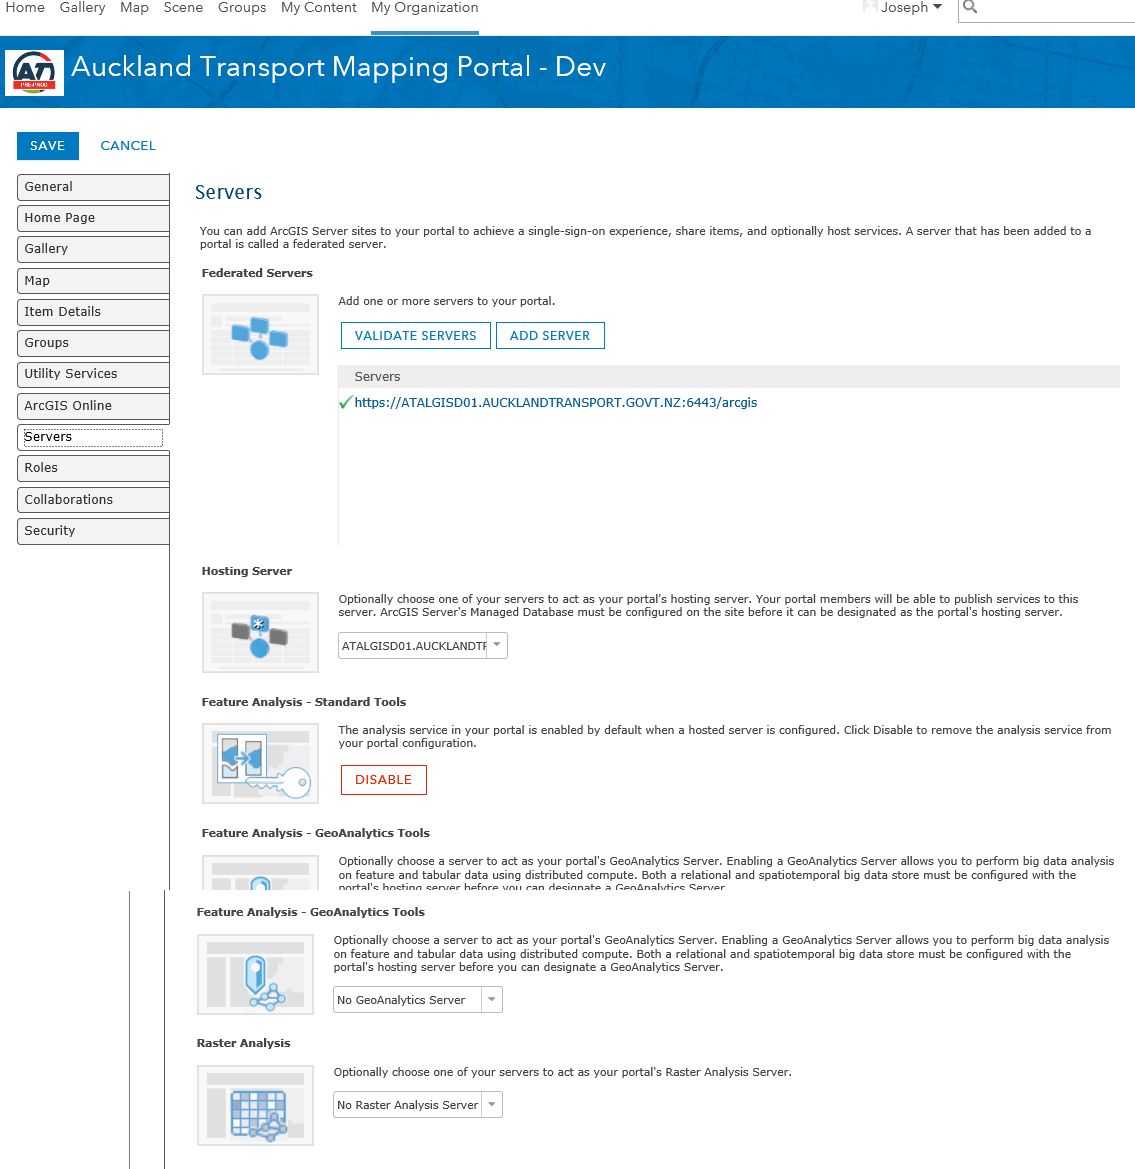 Home Gallery Map Scene Groups My Content My Organization Joseph
AT
PRE-PROD
Auckland Transport Mapping Portal - Dev
SAVE CANCEL
General
Home Page
Gallery
Map
Item Details
Groups
Utility Services
ArcGIS Online
Servers
Roles
Collaborations
Security
Servers
You can add ArcGIS Server sites to your portal to achieve a single-sign-on experience, share items, and optionally host services. A server that has been added to a
portal is called a federated server.
Federated Servers
Add one or more servers to your portal.
VALIDATE SERVERS ADD SERVER
Servers
https://ATALGISD01.AUCKLANDTRANSPORT.GOVT.NZ:6443/arcgis
Hosting Server
Optionally choose one of your servers to act as your portal's hosting server. Your portal members will be able to publish services to this
server. ArcGIS Server's Managed Database must be configured on the site before it can be designated as the portal's hosting server.
ATALGISD01.AUCKLANDTR
Feature Analysis - Standard Tools
The analysis service in your portal is enabled by default when a hosted server is configured. Click Disable to remove the analysis service from
your portal configuration.
DISABLE
Feature Analysis - GeoAnalytics Tools
Optionally choose a server to act as your portal's GeoAnalytics Server. Enabling a GeoAnalytics Server allows you to perform big data analysis
on feature and tabular data using distributed compute. Both a relational and spatiotemporal big data store must be configured with the
portal's hosting server before you can designate a GeoAnalytics Server.
Feature Analysis - GeoAnalytics Tools
Optionally choose a server to act as your portal's GeoAnalytics Server. Enabling a GeoAnalytics Server allows you to perform big data analysis
on feature and tabular data using distributed compute. Both a relational and spatiotemporal big data store must be configured with the
portal's hosting server before you can designate a GeoAnalytics Server.
No GeoAnalytics Server
Raster Analysis
Optionally choose one of your servers to act as your portal's Raster Analysis Server.
No Raster Analysis Server